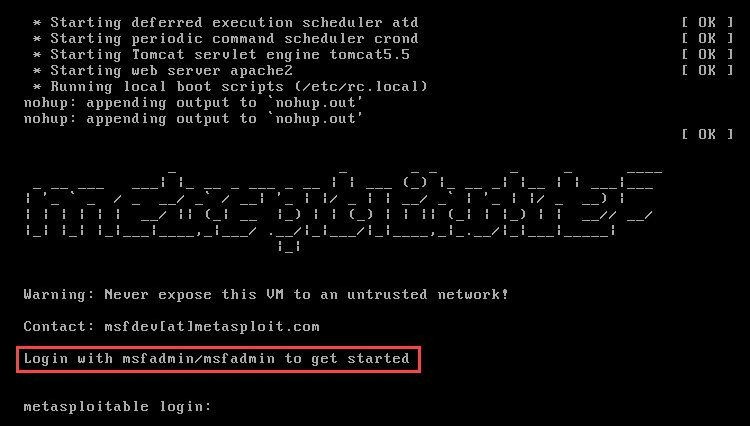 * Starting deferred execution scheduler atd [ OK ]
* Starting periodic command scheduler crond [ OK ]
* Starting Tomcat servlet engine tomcat5.5 [ OK ]
* Starting web server apache2 [ OK ]
* Running local boot scripts (/etc/rc.local)
nohup: appending output to `nohup.out'
nohup: appending output to `nohup.out'
[ OK ]
metasploitable2
Warning: Never expose this VM to an untrusted network!
Contact: msfdev[at]metasploit.com
Login with msfadmin/msfadmin to get started
metasploitable login: